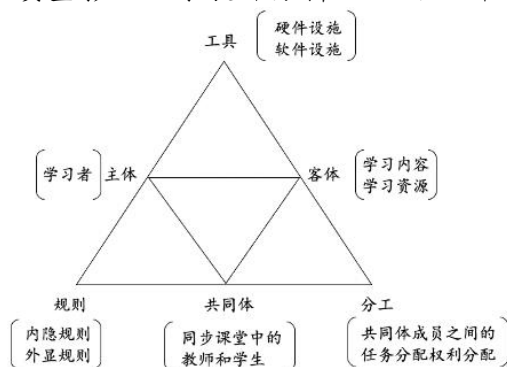 工具
硬件设施
软件设施
学习者
主体
客体
学习内容
学习资源
规则
共同体
分工
内隐规则
外显规则
同步课堂中的
教师和学生
共同体成员之间的
任务分配权利分配